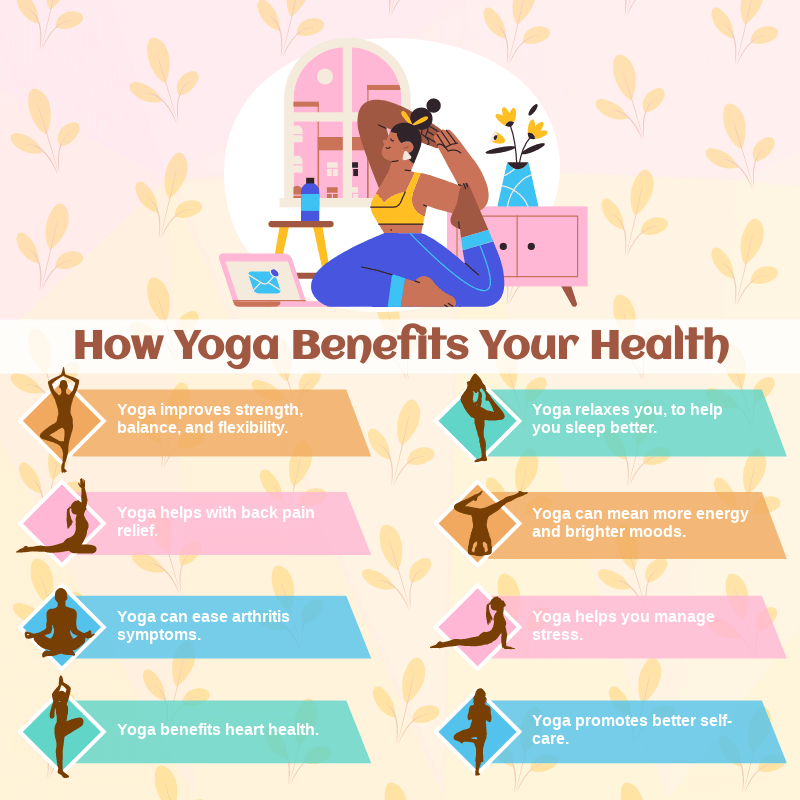 How Yoga Benefits Your Health
Yoga improves strength,
balance, and flexibility.
Yoga helps with back pain
relief.
Yoga can ease arthritis
symptoms.
Yoga benefits heart health.
Yoga relaxes you, to help
you sleep better.
Yoga can mean more energy
and brighter moods.
Yoga helps you manage
stress.
Yoga promotes better self-
care.